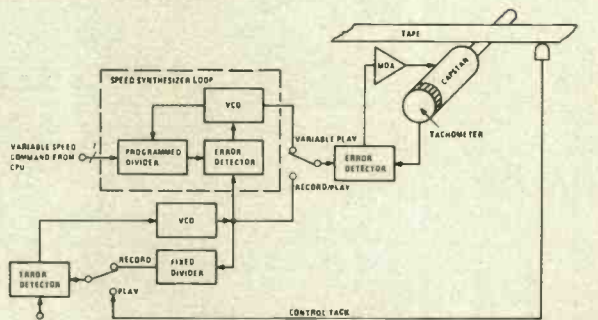 TAPE
MDA
CAPSTAN
SPEED SYNTHESIZER LOOP
VCO
TACHOMETER
VARIABLE PLAY
VARIABLE SPEED
COMMAND FROM
CPU
PROGRAMMED
DIVIDER
ERROR
DETECTOR
ERROR
DETECTOR
RECORD/PLAY
VCO
RECORD
FIXED
DIVIDER
ERROR
DETECTOR
PLAY
CONTROL TACK